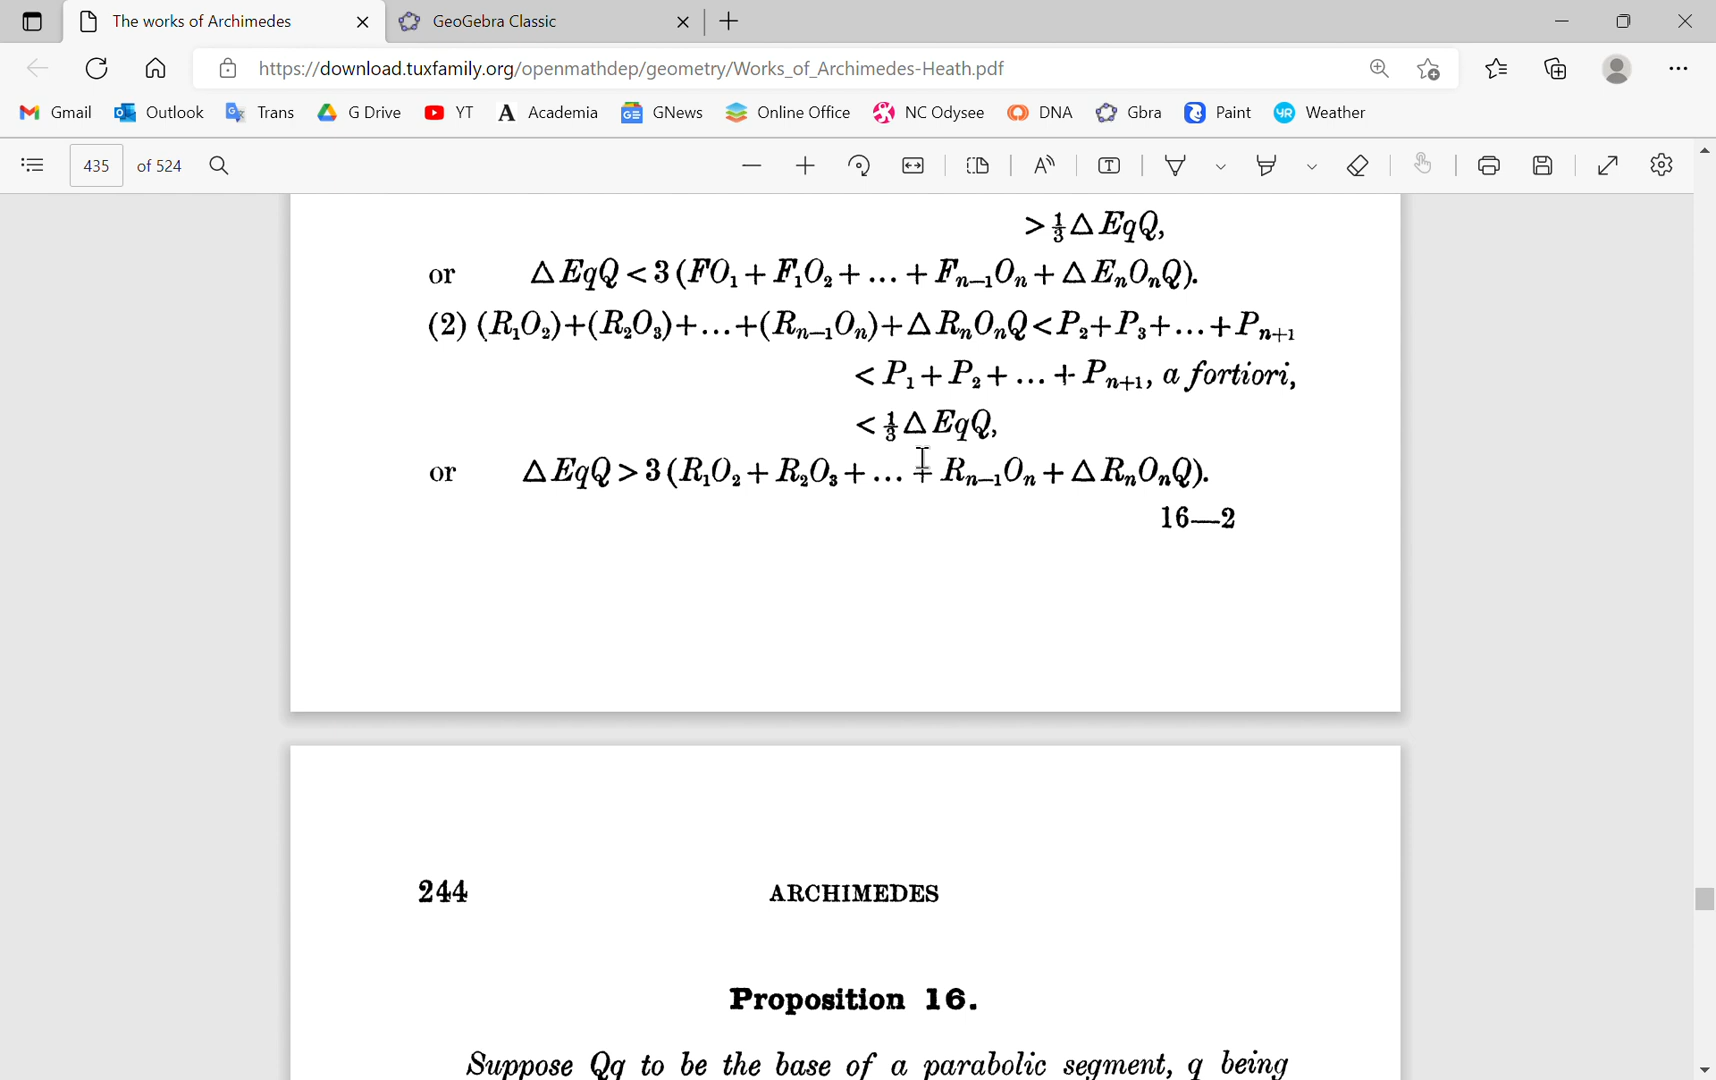 The works of Archimedes
GeoGebra Classic
https://download.tuxfamily.org/openmathdep/geometry/Works_of_Archimedes-Heath.pdf
Gmail Outlook Trans G Drive YT Academia GNews Online Office NC Odysee DNA Gbra Paint Weather
435 of 524
> ⅓ △ EqQ,
or △ EqQ < 3 (FO₁ + F₁O₂ + ... + Fₙ₋₁Oₙ + △ EₙOₙQ).
(2) (R₁O₂)+(R₂O₃)+...+(Rₙ₋₁Oₙ)+△ RₙOₙQ<P₂+P₃+...+Pₙ₊₁
< P₁ + P₂ + ... + Pₙ₊₁, a fortiori,
< ⅓ △ EqQ,
or △ EqQ > 3 (R₁O₂ + R₂O₃ + ... + Rₙ₋₁Oₙ + △ RₙOₙQ).
16—2
244 ARCHIMEDES
Proposition 16.
Suppose Qq to be the base of a parabolic segment, q being